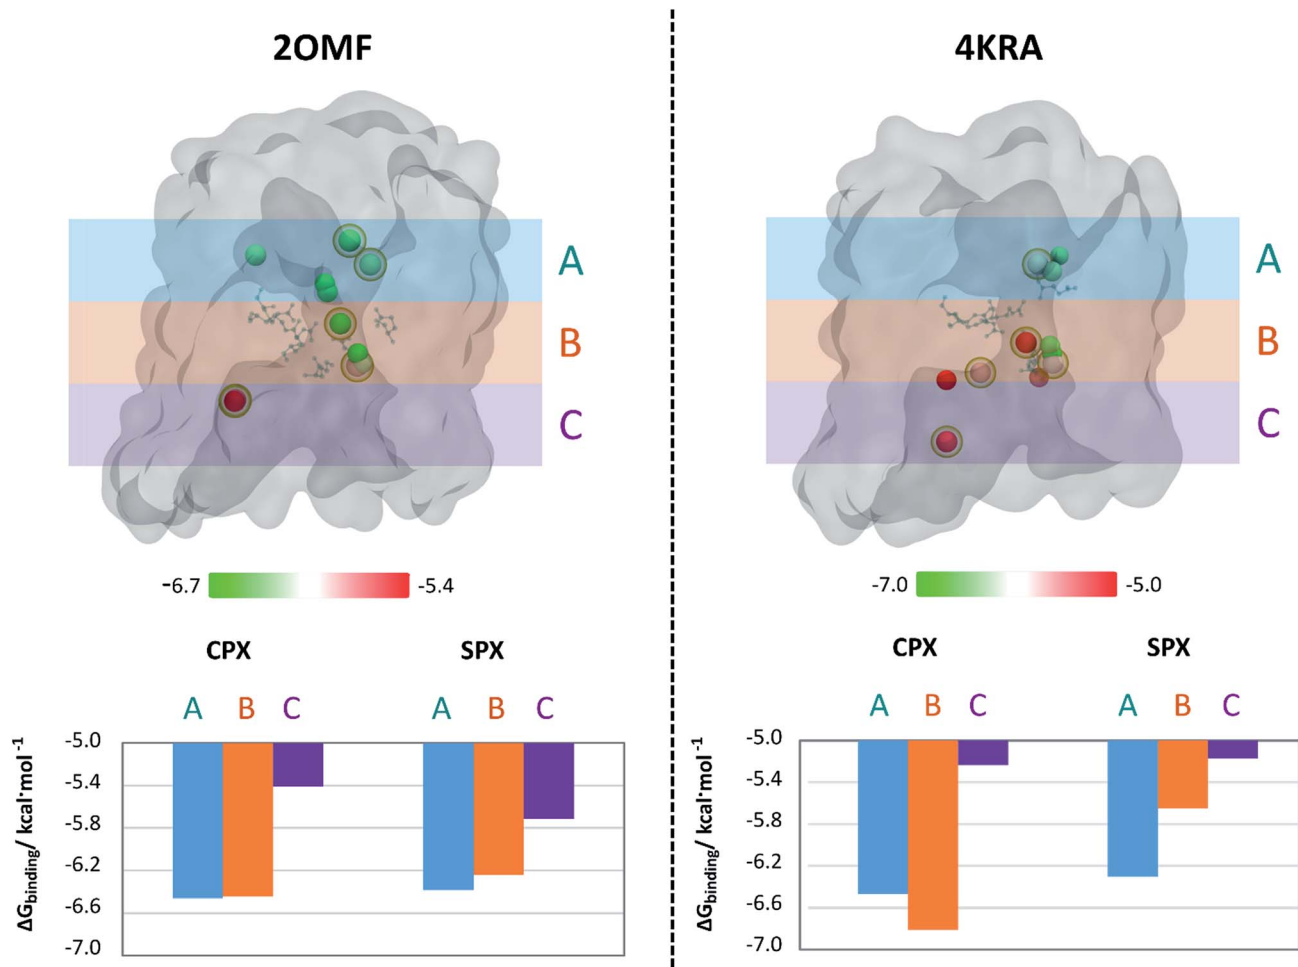 2OMF
4KRA
A
B
C
A
B
C
-6.7
-5.4
-7.0
-5.0
CPX
SPX
A B C
A B C
-5.0
-5.4
-5.8
-6.2
-6.6
-7.0
ΔGbinding/ kcal·mol-1
CPX
SPX
A B C
A B C
-5.0
-5.4
-5.8
-6.2
-6.6
-7.0
ΔGbinding/ kcal·mol-1